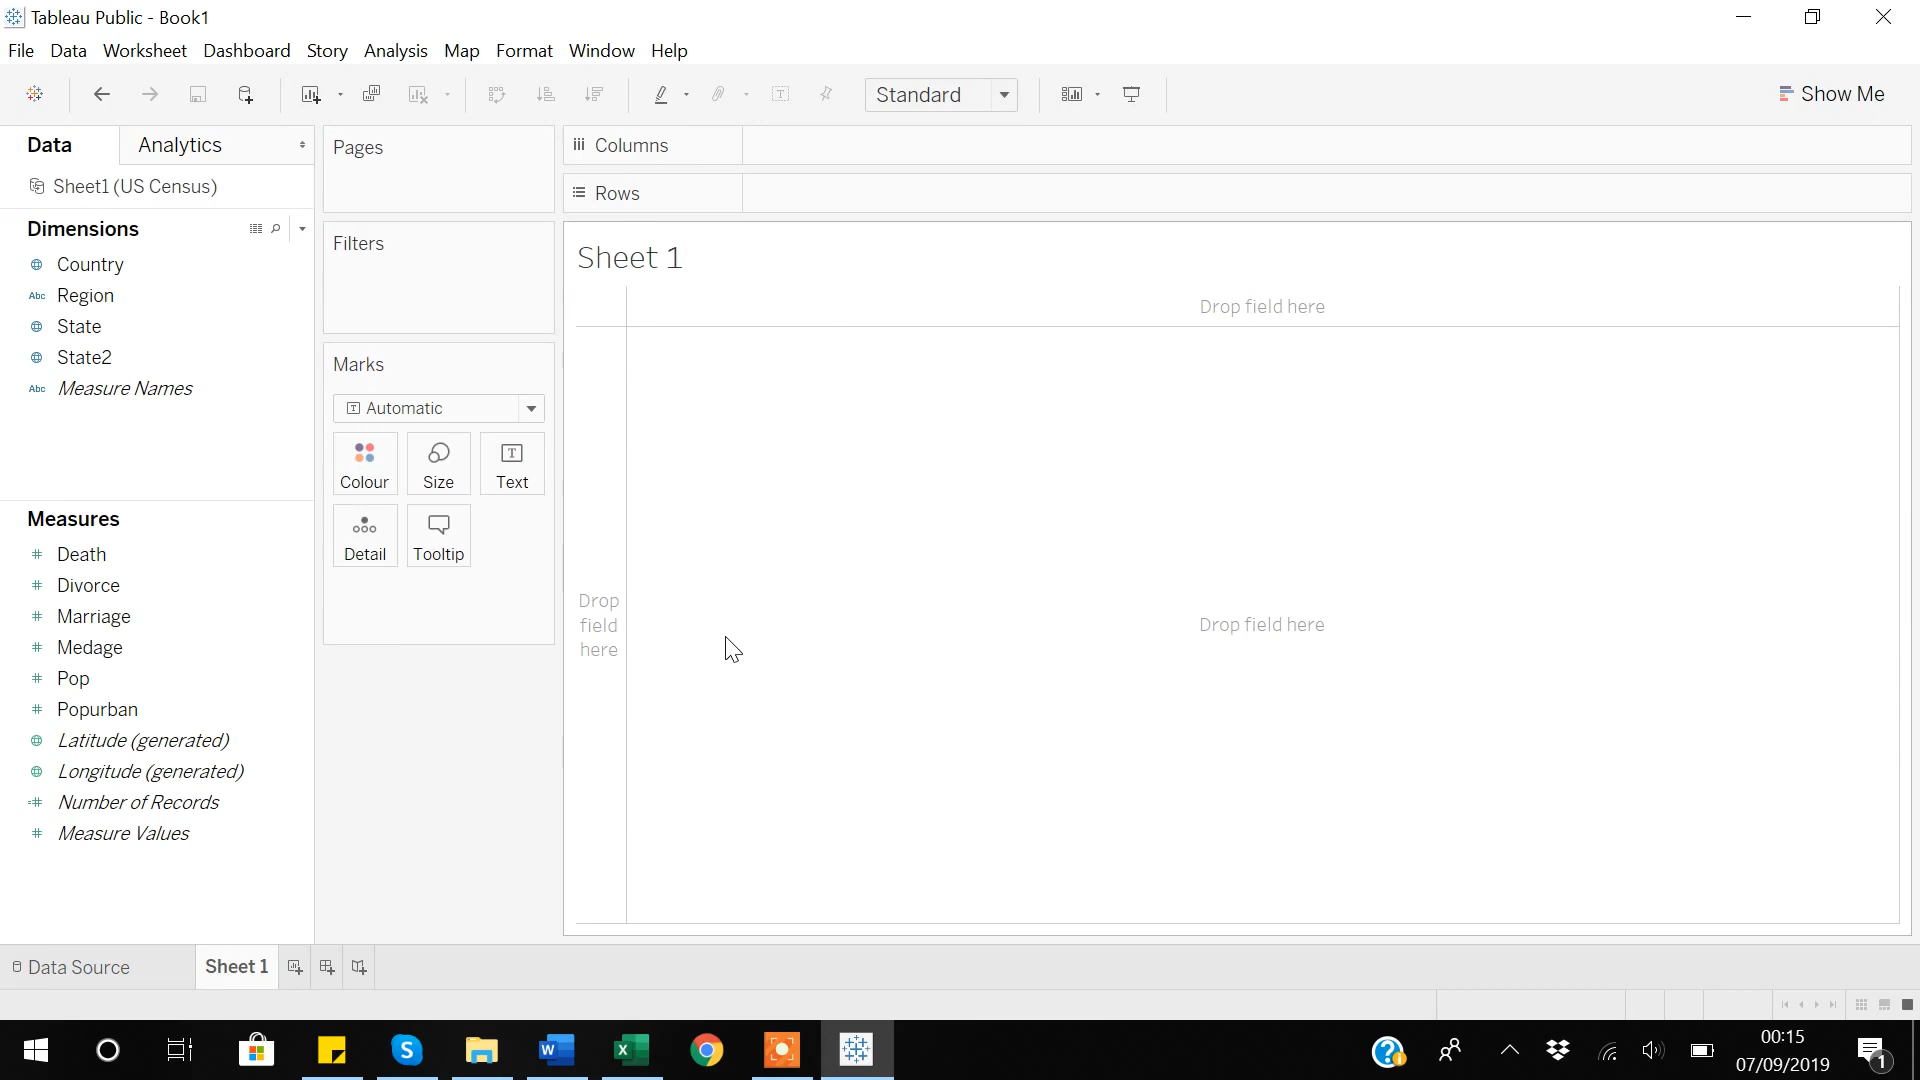 Tableau Public - Book1
File Data Worksheet Dashboard Story Analysis Map Format Window Help
Standard
Show Me
Data Analytics
Sheet1 (US Census)
Dimensions
Country
Abc Region
State
State2
Abc Measure Names
Measures
# Death
# Divorce
# Marriage
# Medage
# Pop
# Popurban
Latitude (generated)
Longitude (generated)
=# Number of Records
# Measure Values
Pages
Filters
Marks
T Automatic
Colour Size Text
Detail Tooltip
Columns
Rows
Sheet 1
Drop field here
Drop
field
here
Drop field here
Data Source Sheet 1
00:15
07/09/2019
1